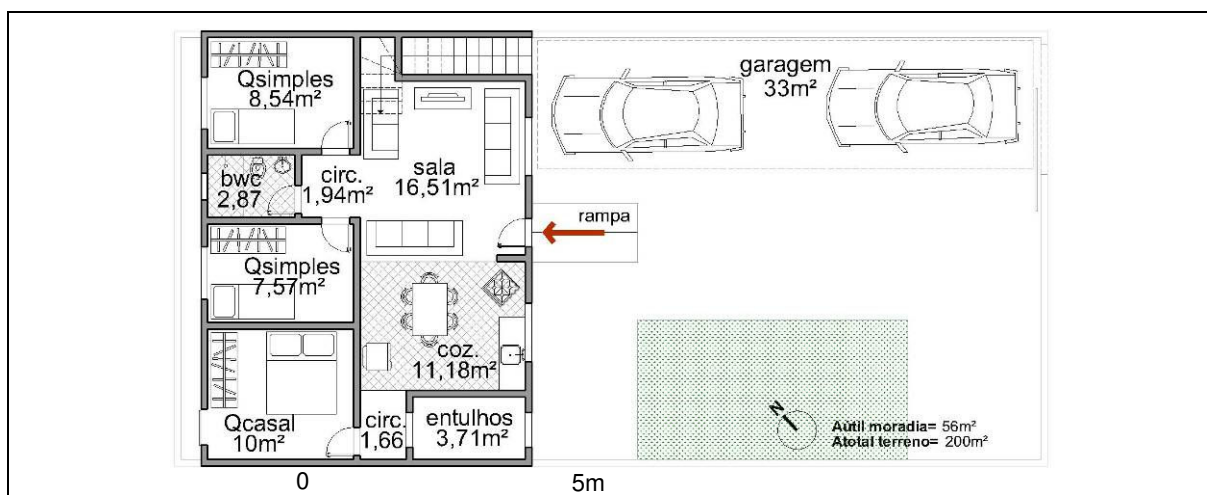 Qsimples
8,54m²
garagem
33m²
bwc
2,87
circ.
1,94m²
sala
16,51m²
rampa
Qsimples
7,57m²
coz.
11,18m²
Qcasal
10m²
circ.
1,66
entulhos
3,71m²
N
Aútil moradia= 56m²
Atotal terreno= 200m²
0
5m